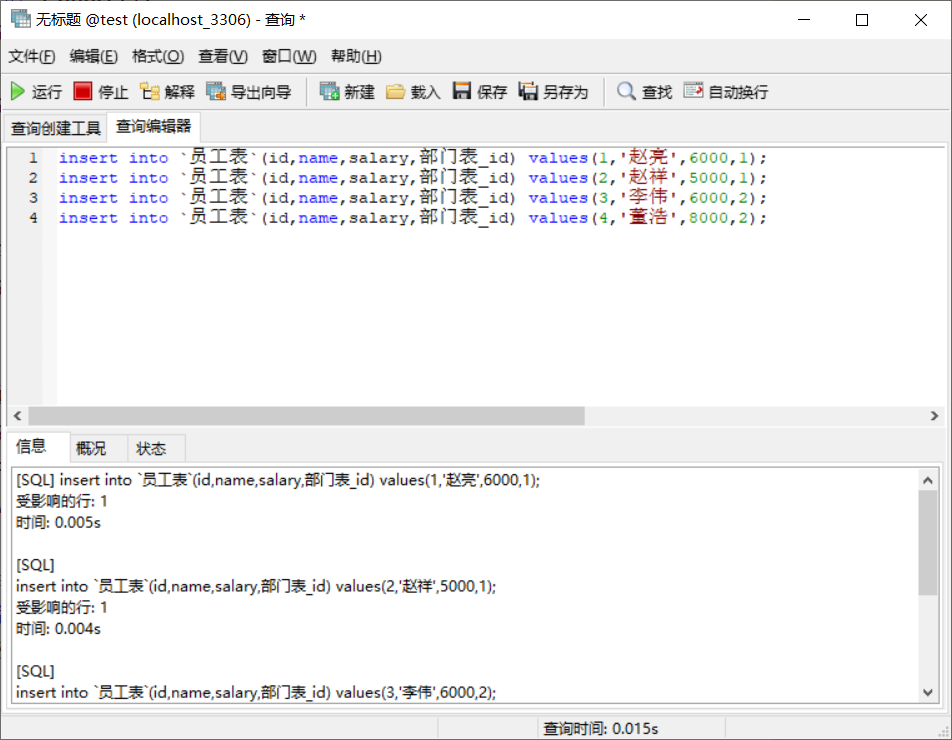 无标题 @test (localhost_3306) - 查询 *
文件(F) 编辑(E) 格式(O) 查看(V) 窗口(W) 帮助(H)
运行 停止 解释 导出向导 新建 载入 保存 另存为 查找 自动换行
查询创建工具 查询编辑器
1 insert into `员工表`(id,name,salary,部门表_id) values(1,'赵亮',6000,1);
2 insert into `员工表`(id,name,salary,部门表_id) values(2,'赵祥',5000,1);
3 insert into `员工表`(id,name,salary,部门表_id) values(3,'李伟',6000,2);
4 insert into `员工表`(id,name,salary,部门表_id) values(4,'董浩',8000,2);
信息 概况 状态
[SQL] insert into `员工表`(id,name,salary,部门表_id) values(1,'赵亮',6000,1);
受影响的行: 1
时间: 0.005s
[SQL]
insert into `员工表`(id,name,salary,部门表_id) values(2,'赵祥',5000,1);
受影响的行: 1
时间: 0.004s
[SQL]
insert into `员工表`(id,name,salary,部门表_id) values(3,'李伟',6000,2);
查询时间: 0.015s